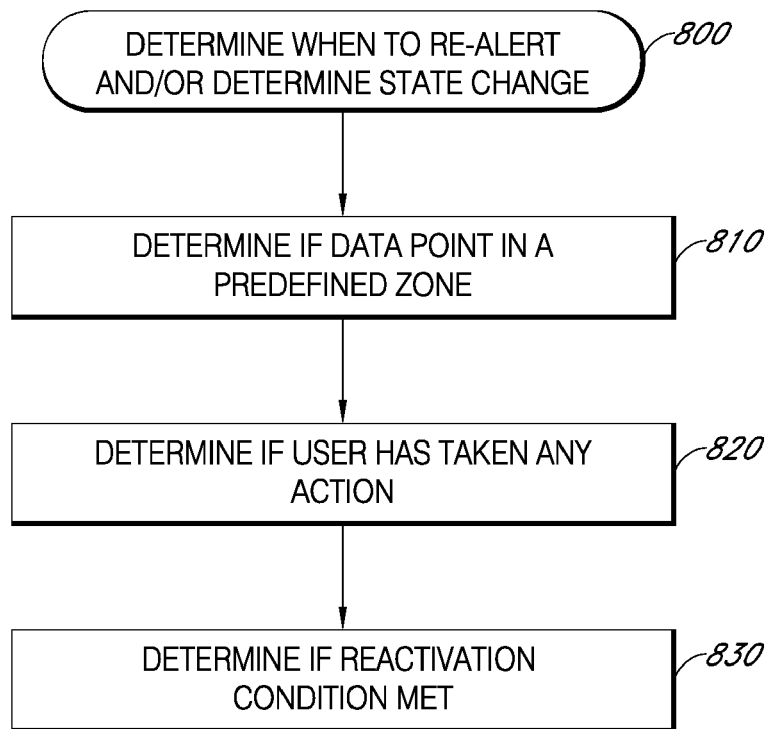 DETERMINE WHEN TO RE-ALERT
AND/OR DETERMINE STATE CHANGE
800
DETERMINE IF DATA POINT IN A
PREDEFINED ZONE
810
DETERMINE IF USER HAS TAKEN ANY
ACTION
820
DETERMINE IF REACTIVATION
CONDITION MET
830